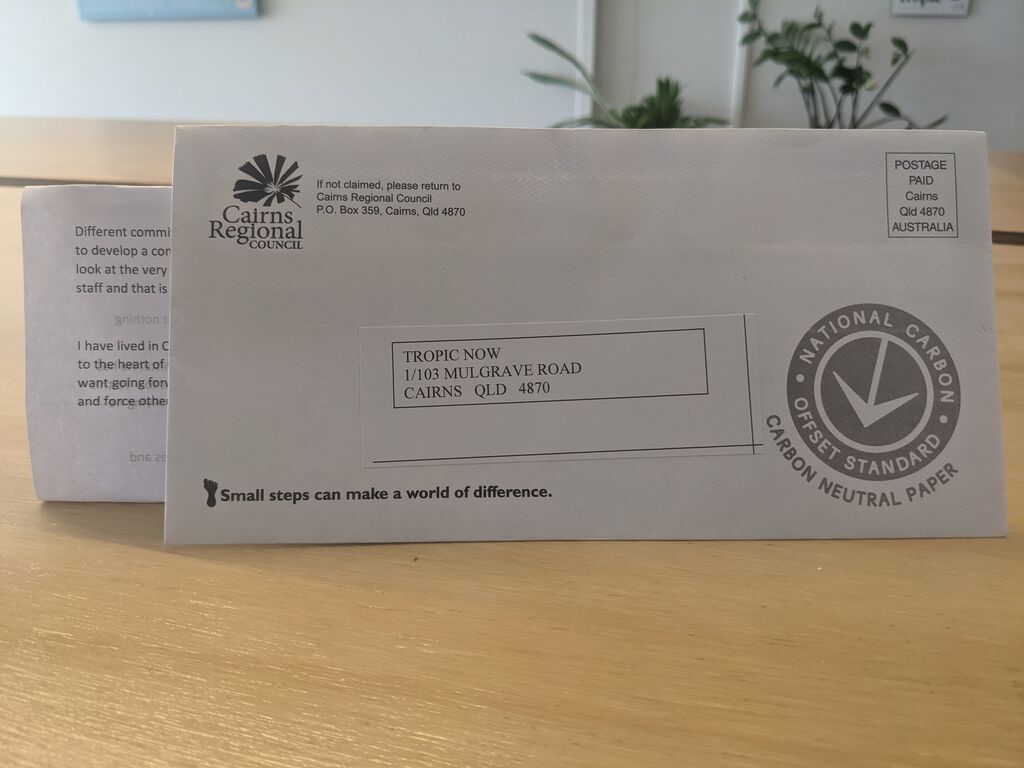 Different commi
to develop a con
look at the very
staff and that is
I have lived in C
to the heart of
want going forw
and force other
Cairns
Regional
COUNCIL
If not claimed, please return to
Cairns Regional Council
P.O. Box 359, Cairns, Qld 4870
POSTAGE
PAID
Cairns
Qld 4870
AUSTRALIA
TROPIC NOW
1/103 MULGRAVE ROAD
CAIRNS QLD 4870
NATIONAL CARBON
OFFSET STANDARD
CARBON NEUTRAL PAPER
Small steps can make a world of difference.